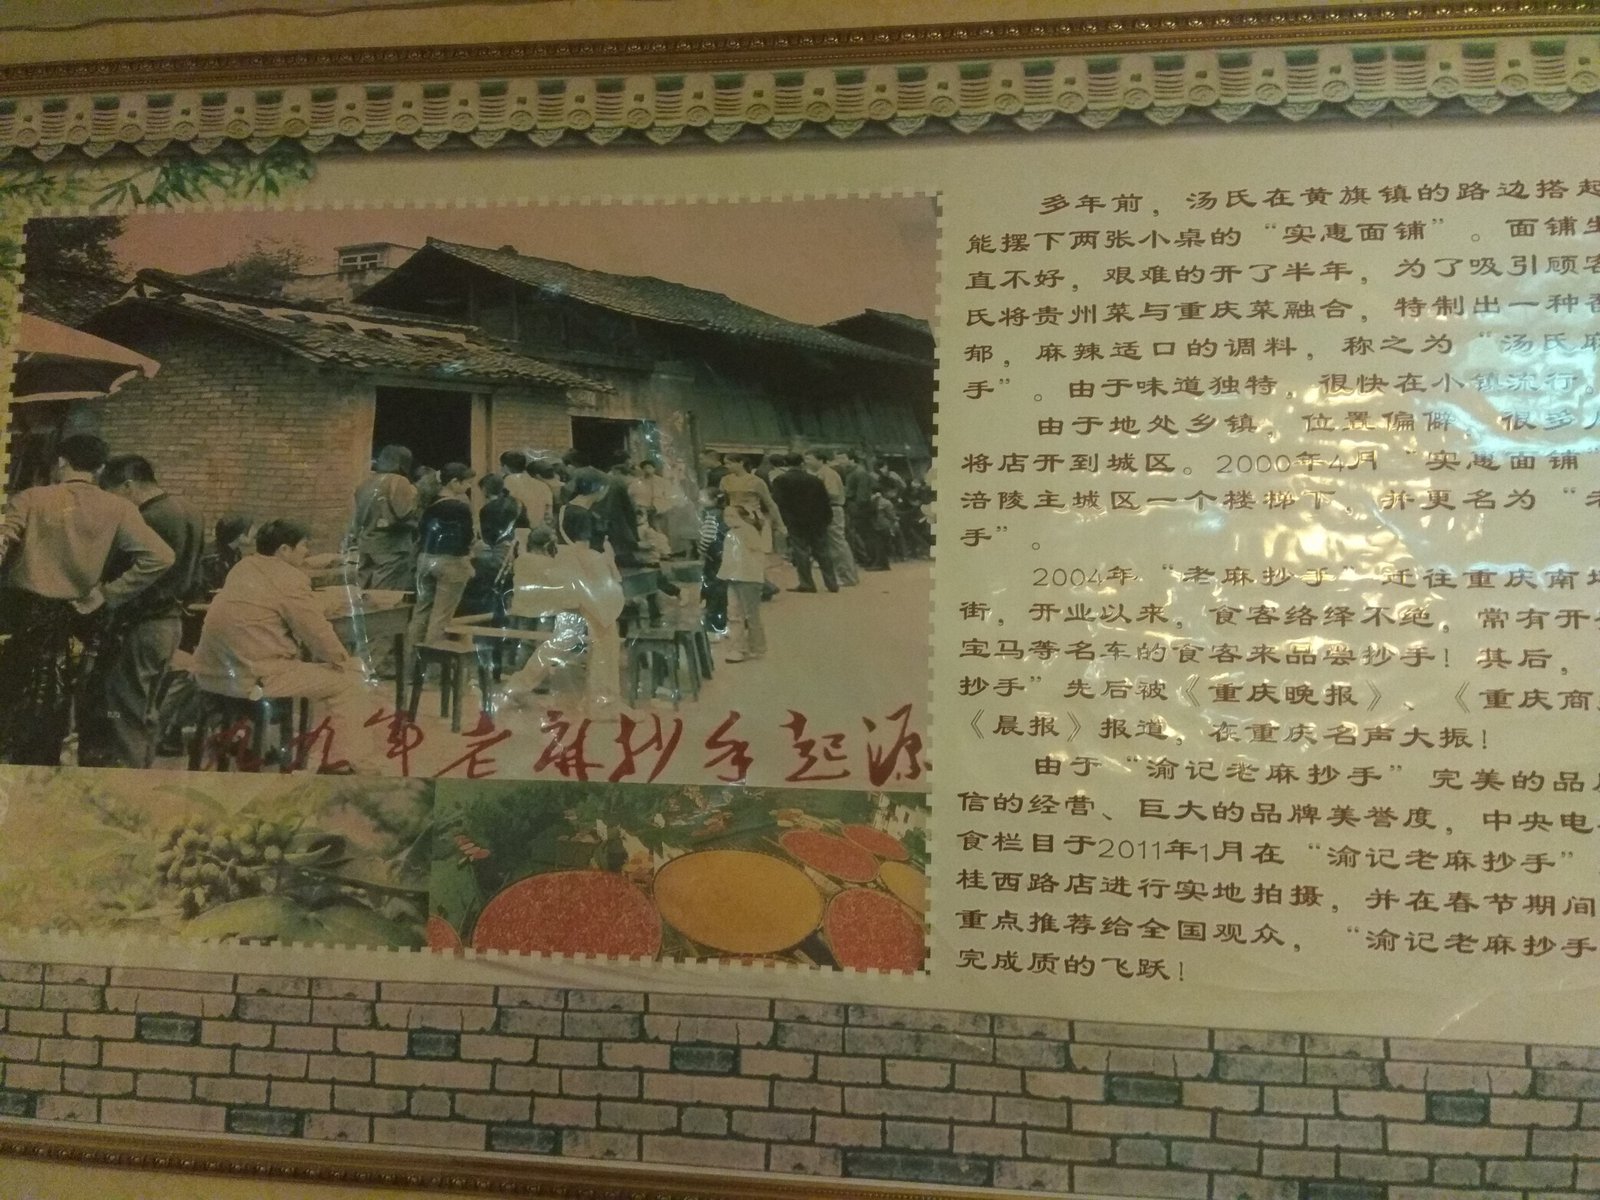 九九年老麻抄手起源
多年前，汤氏在黄旗镇的路边搭起
能摆下两张小桌的“实惠面铺”。面铺生
直不好，艰难的开了半年，为了吸引顾客
氏将贵州菜与重庆菜融合，特制出一种香
郁，麻辣适口的调料，称之为“汤氏麻
手”。由于味道独特，很快在小镇流行。
由于地处乡镇，位置偏僻，很多人
将店开到城区。2000年4月“实惠面铺”
涪陵主城区一个楼梯下，并更名为“老
手”。
2004年“老麻抄手”迁往重庆南坪
街，开业以来，食客络绎不绝，常有开
宝马等名车的食客来品尝抄手！其后，
抄手”先后被《重庆晚报》、《重庆商
《晨报》报道，在重庆名声大振！
由于“渝记老麻抄手”完美的品
信的经营、巨大的品牌美誉度，中央电
食栏目于2011年1月在“渝记老麻抄手”
桂西路店进行实地拍摄，并在春节期间
重点推荐给全国观众，“渝记老麻抄手
完成质的飞跃！